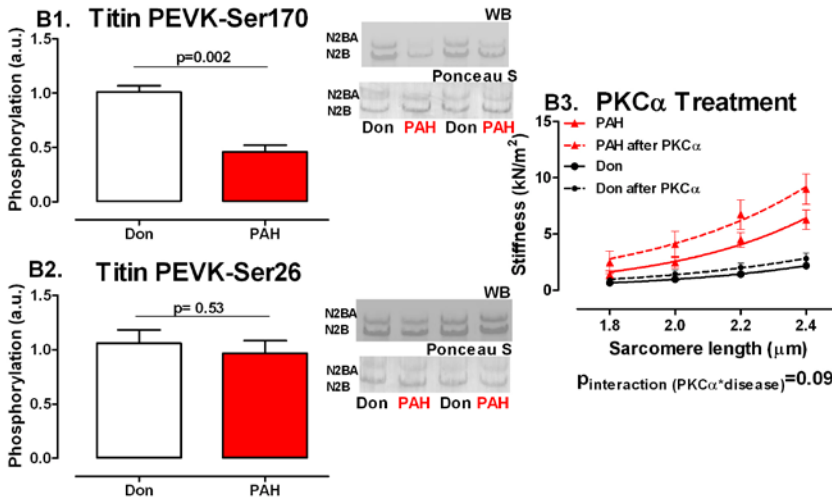 B1. Titin PEVK-Ser170
Phosphorylation (a.u.)
1.5
1.0
0.5
0.0
p=0.002
Don
PAH
WB
N2BA
N2B
Ponceau S
N2BA
N2B
Don PAH Don PAH
B2. Titin PEVK-Ser26
Phosphorylation (a.u.)
1.5
1.0
0.5
0.0
p= 0.53
Don
PAH
WB
N2BA
N2B
Ponceau S
N2BA
N2B
Don PAH Don PAH
B3. PKCα Treatment
Stiffness (kN/m²)
15
10
5
0
PAH
PAH after PKCα
Don
Don after PKCα
1.8 2.0 2.2 2.4
Sarcomere length (μm)
pinteraction (PKCα*disease)=0.09